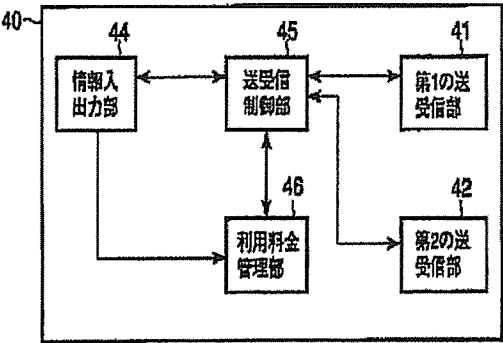 40
44
情報入
出力部
45
送受信
制御部
41
第1の送
受信部
46
利用料金
管理部
42
第2の送
受信部